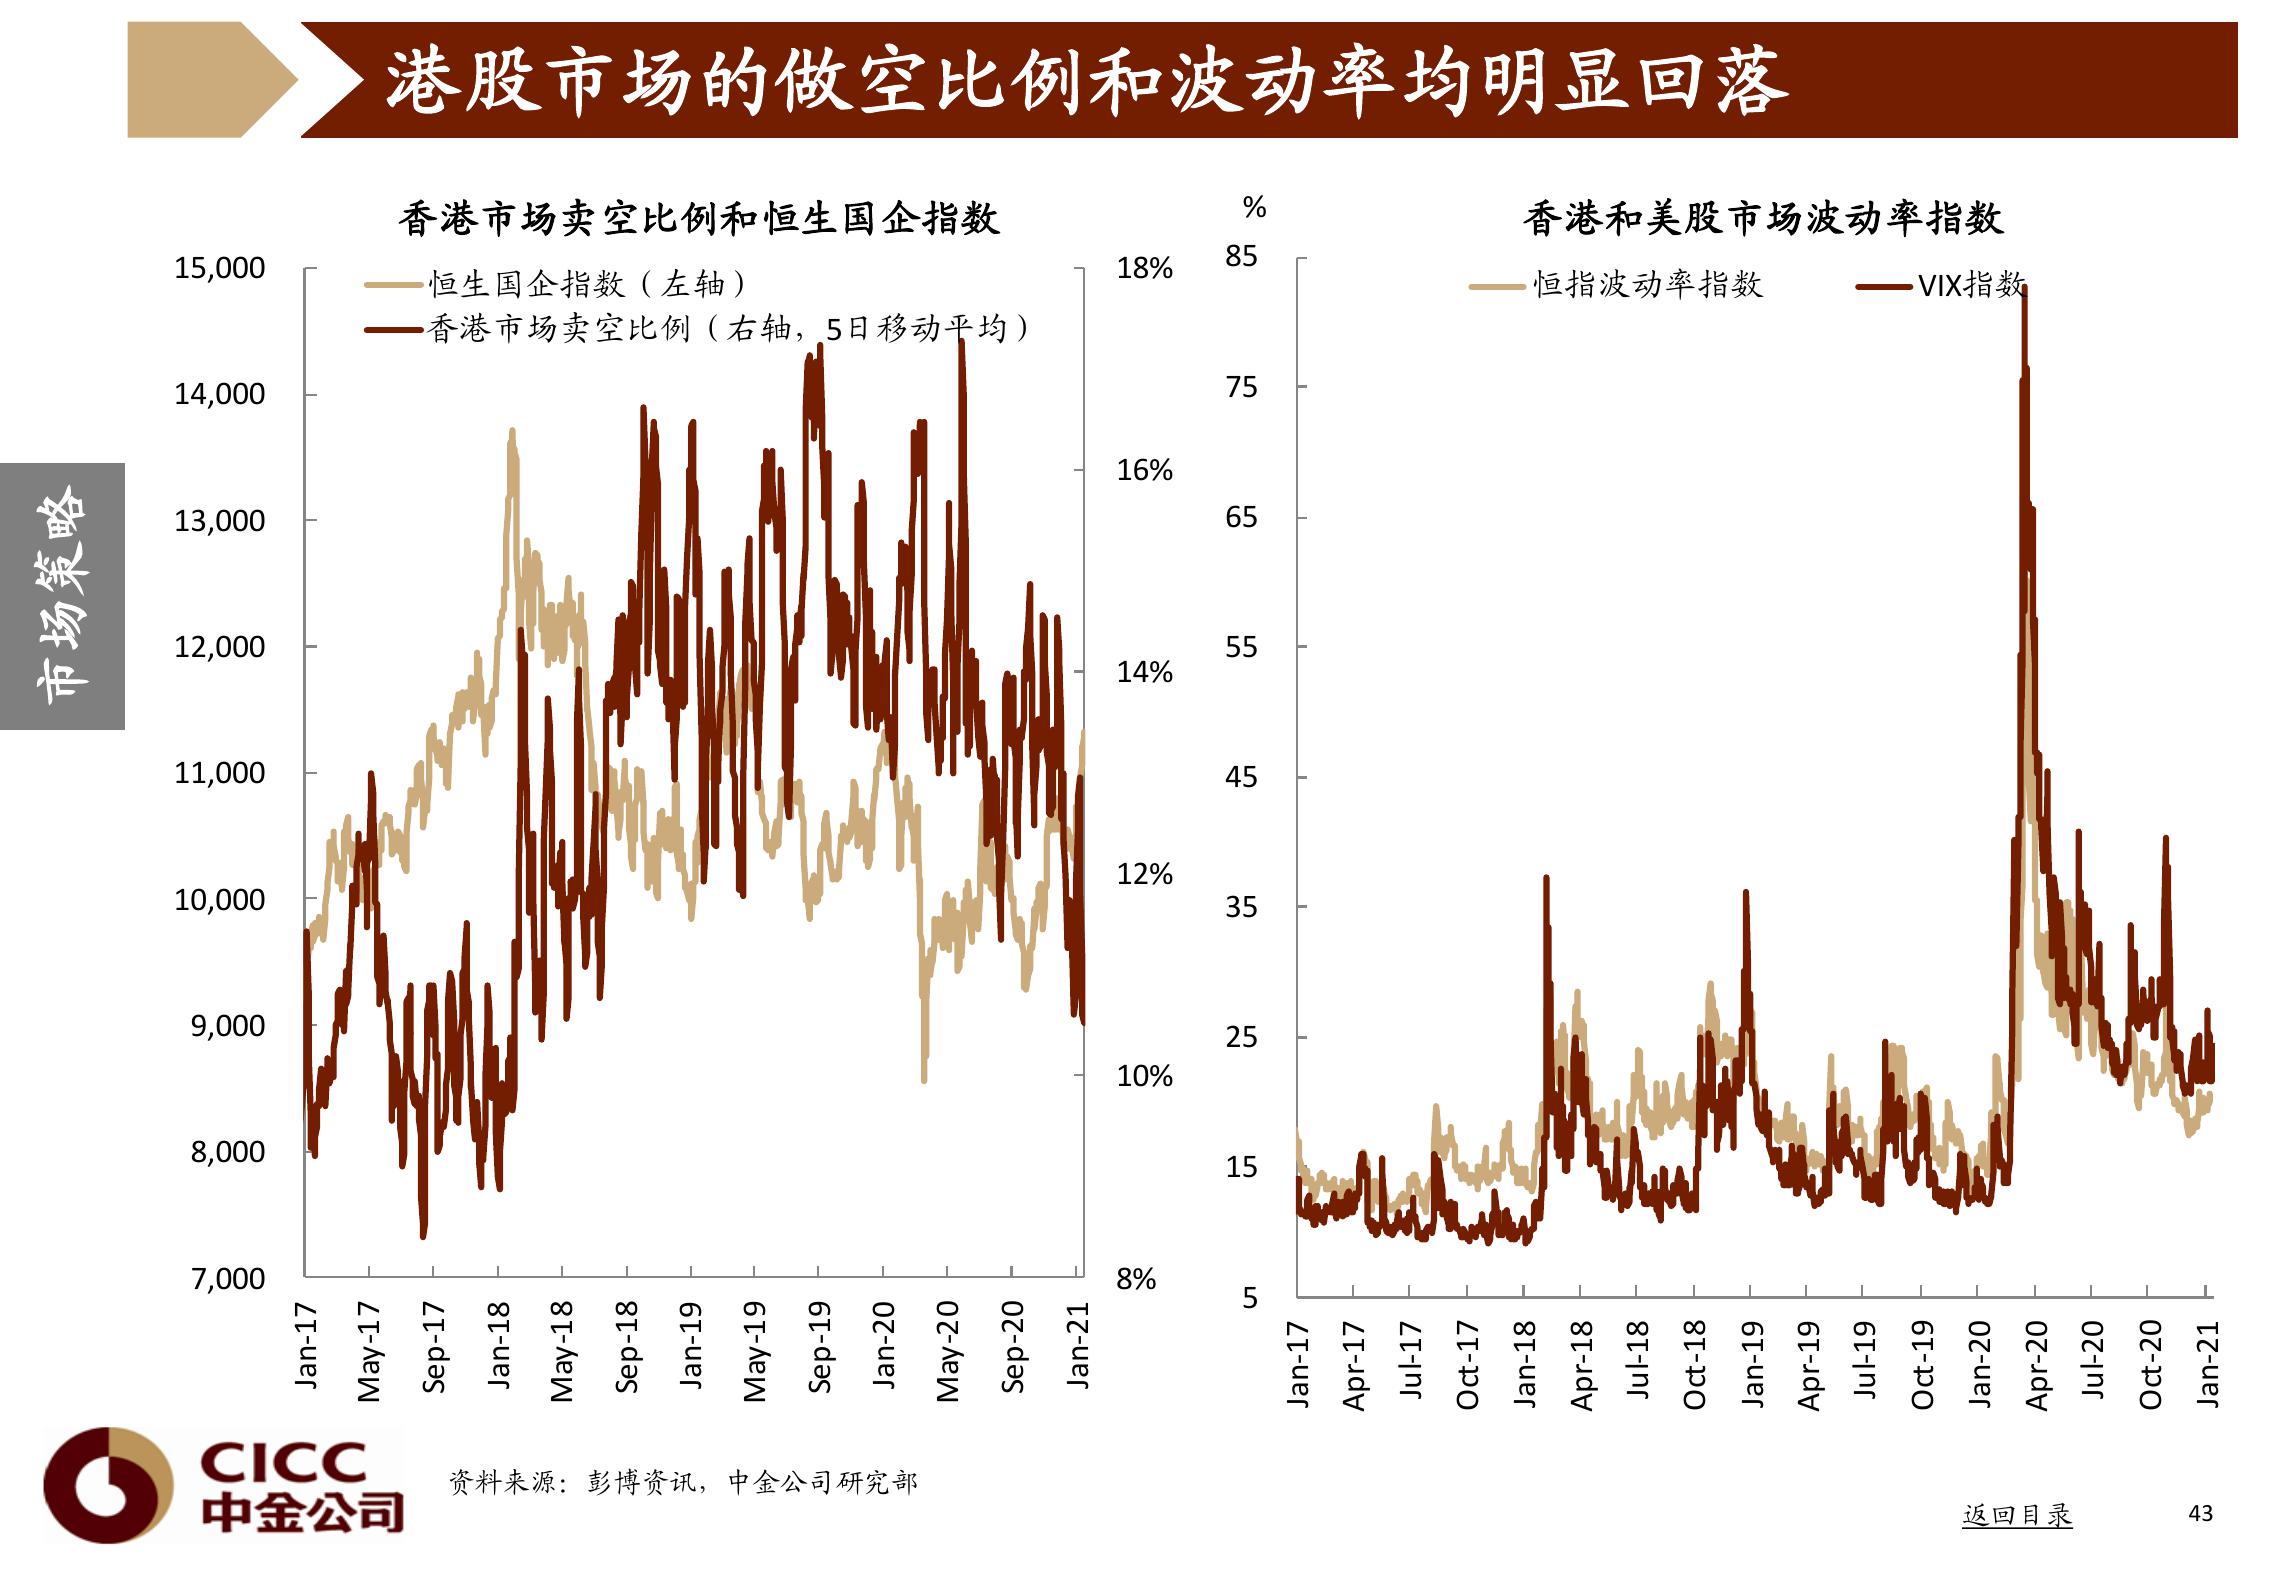 港股市场的做空比例和波动率均明显回落
市场策略
香港市场卖空比例和恒生国企指数
恒生国企指数（左轴）
香港市场卖空比例（右轴，5日移动平均）
15,000
14,000
13,000
12,000
11,000
10,000
9,000
8,000
7,000
18%
16%
14%
12%
10%
8%
Jan-17
May-17
Sep-17
Jan-18
May-18
Sep-18
Jan-19
May-19
Sep-19
Jan-20
May-20
Sep-20
Jan-21
香港和美股市场波动率指数
%
恒指波动率指数
VIX指数
85
75
65
55
45
35
25
15
5
Jan-17
Apr-17
Jul-17
Oct-17
Jan-18
Apr-18
Jul-18
Oct-18
Jan-19
Apr-19
Jul-19
Oct-19
Jan-20
Apr-20
Jul-20
Oct-20
Jan-21
CICC
中金公司
资料来源：彭博资讯，中金公司研究部
返回目录
43